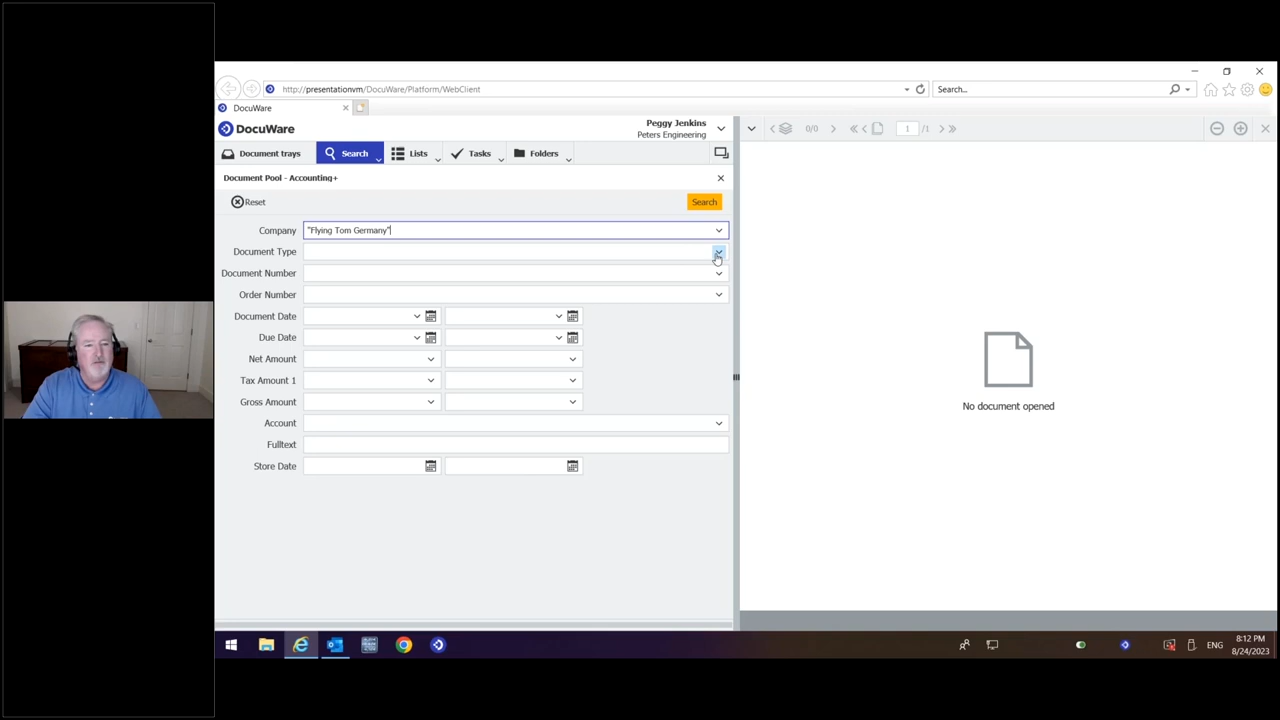 http://presentationvm/DocuWare/Platform/WebClient
Search...
DocuWare
DocuWare
Peggy Jenkins
Peters Engineering
0/0
1
/1
Document trays
Search
Lists
Tasks
Folders
Document Pool - Accounting+
Reset
Search
Company
"Flying Tom Germany"
Document Type
Document Number
Order Number
Document Date
Due Date
Net Amount
Tax Amount 1
Gross Amount
Account
Fulltext
Store Date
No document opened
ENG
8:12 PM
8/24/2023